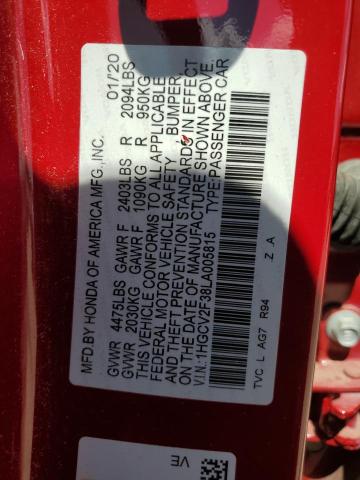 MFD.BY HONDA OF AMERICA MFG.,INC. 01/20
GVWR 4475LBS GAWR F 2403LBS R 2094LBS
GVWR 2030KG GAWR F 1090KG R 950KG
THIS VEHICLE CONFORMS TO ALL APPLICABLE
FEDERAL MOTOR VEHICLE SAFETY, BUMPER,
AND THEFT PREVENTION STANDARDS IN EFFECT
ON THE DATE OF MANUFACTURE SHOWN ABOVE.
V.I.N.:1HGCV2F38LA005815 TYPE:PASSENGER CAR
TVC L AG7 R94 Z A
VE